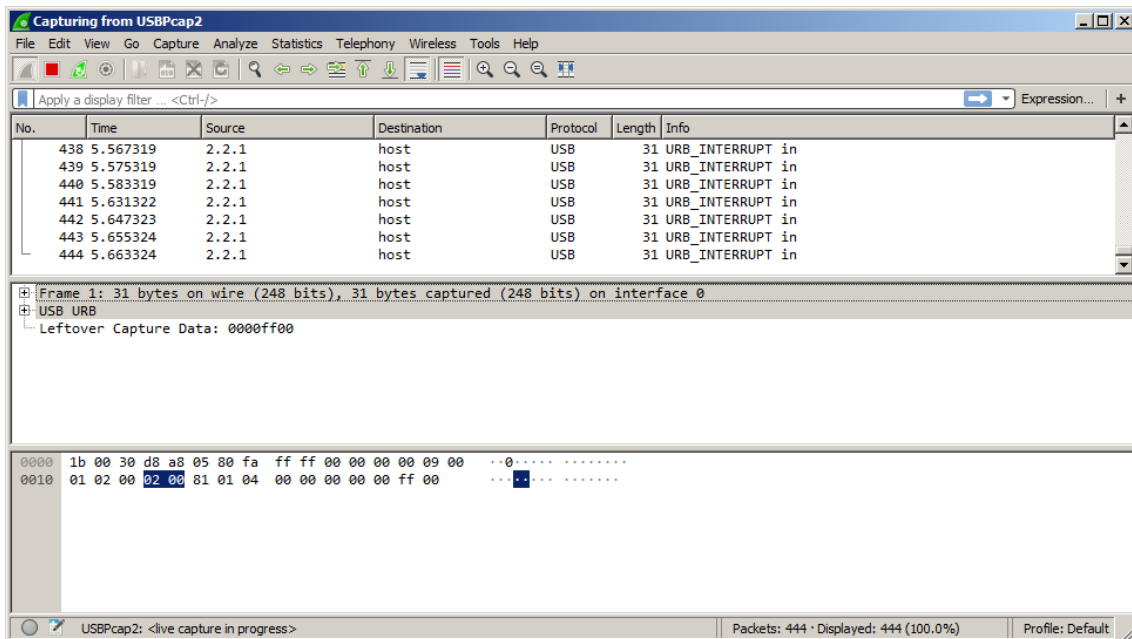 Capturing from USBPcap2
File Edit View Go Capture Analyze Statistics Telephony Wireless Tools Help
Apply a display filter ... <Ctrl-/> Expression... +
No. Time Source Destination Protocol Length Info
438 5.567319 2.2.1 host USB 31 URB_INTERRUPT in
439 5.575319 2.2.1 host USB 31 URB_INTERRUPT in
440 5.583319 2.2.1 host USB 31 URB_INTERRUPT in
441 5.631322 2.2.1 host USB 31 URB_INTERRUPT in
442 5.647323 2.2.1 host USB 31 URB_INTERRUPT in
443 5.655324 2.2.1 host USB 31 URB_INTERRUPT in
444 5.663324 2.2.1 host USB 31 URB_INTERRUPT in
Frame 1: 31 bytes on wire (248 bits), 31 bytes captured (248 bits) on interface 0
USB URB
Leftover Capture Data: 0000ff00
0000 1b 00 30 d8 a8 05 80 fa ff ff 00 00 00 00 09 00 ··0····· ········
0010 01 02 00 02 00 81 01 04 00 00 00 00 00 ff 00 ········ ·······
USBPcap2: <live capture in progress> Packets: 444 · Displayed: 444 (100.0%) Profile: Default